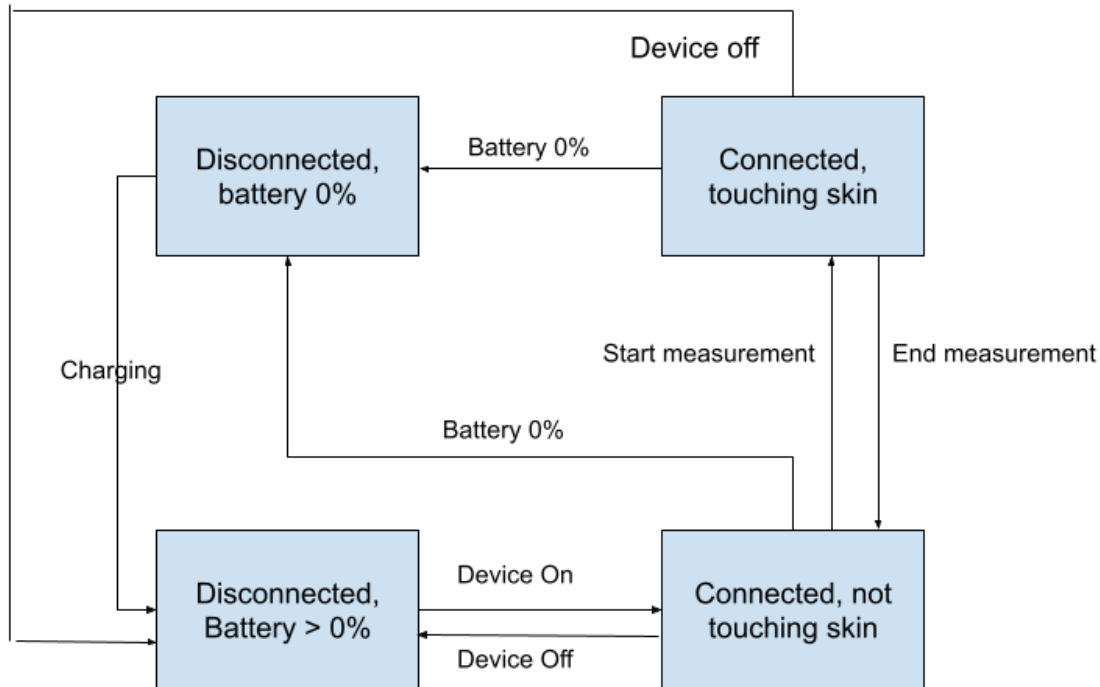 Device off
Disconnected,
battery 0%
Battery 0%
Connected,
touching skin
Charging
Start measurement
End measurement
Battery 0%
Disconnected,
Battery > 0%
Device On
Device Off
Connected, not
touching skin